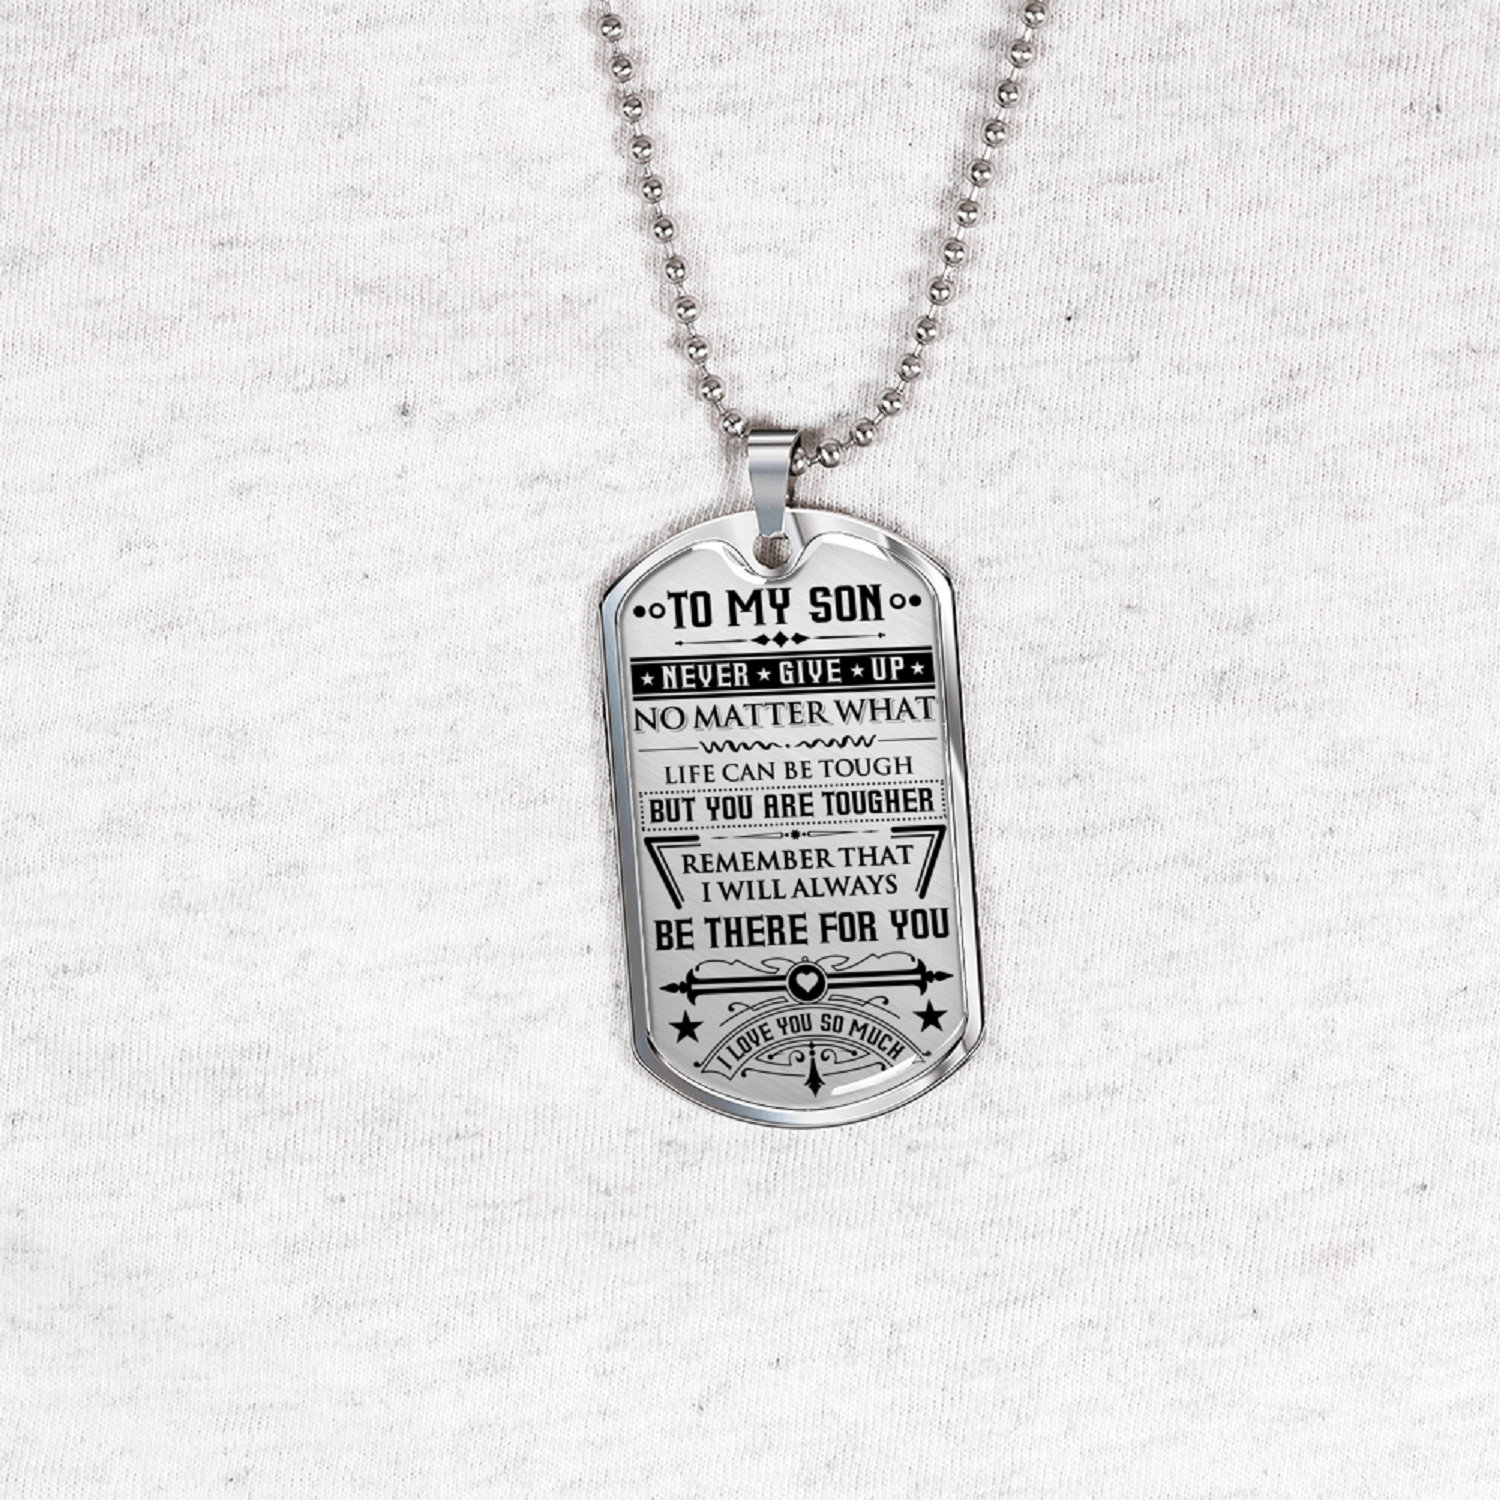 TO MY SON
NEVER GIVE UP
NO MATTER WHAT
LIFE CAN BE TOUGH
BUT YOU ARE TOUGHER
REMEMBER THAT
I WILL ALWAYS
BE THERE FOR YOU
I LOVE YOU SO MUCH